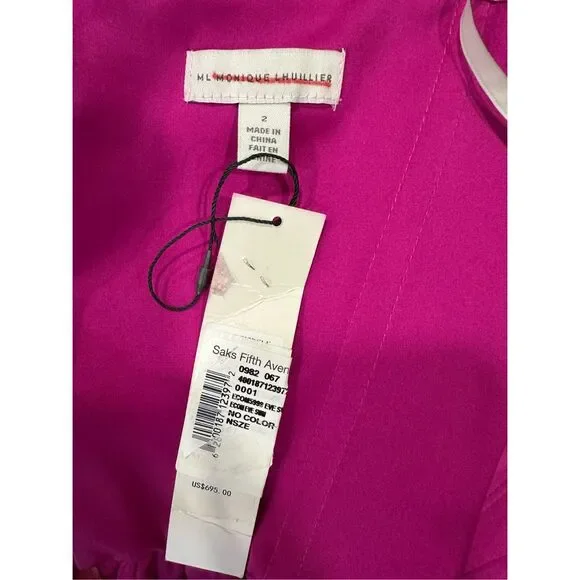 ML MONIQUE LHUILLIER
2
MADE IN
CHINA
FAIT EN
CHINE
Saks Fifth Aven
0982 067
0001
NO COLOR
NSZE
US$695.00